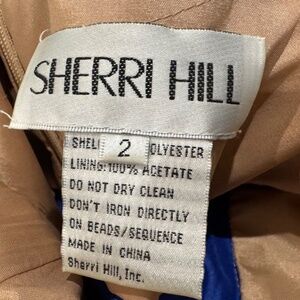 SHERRI HILL
SHELL 2 OLYESTER
LINING:100% ACETATE
DO NOT DRY CLEAN
DON'T IRON DIRECTLY
ON BEADS/SEQUENCE
MADE IN CHINA
Sherri Hill, Inc.